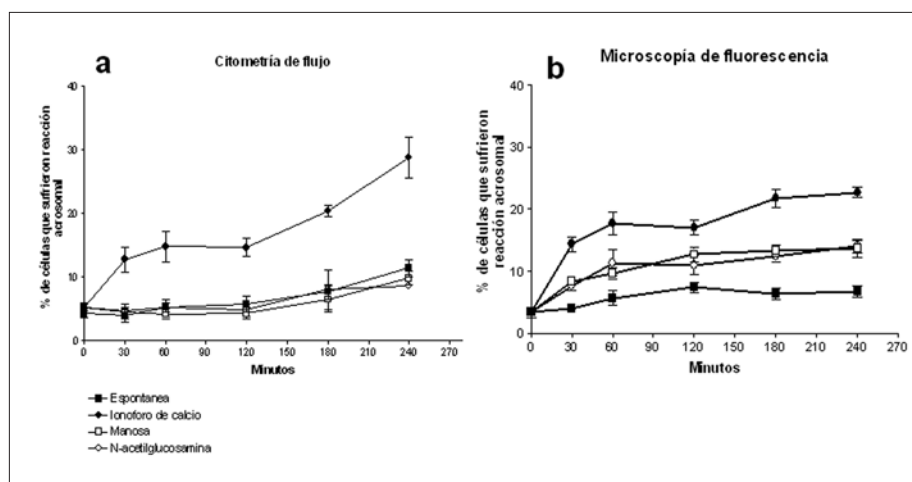 a
Citometría de flujo
% de células que sufrieron reacción
acrosomal
40
30
20
10
0
0 30 60 90 120 150 180 210 240 270
Minutos
Espontanea
Ionoforo de calcio
Manosa
N-acetilglucosamina
b
Microscopía de fluorescencia
% de células que sufrieron
reacción acrosomal
40
30
20
10
0
0 30 60 90 120 150 180 210 240 270
Minutos